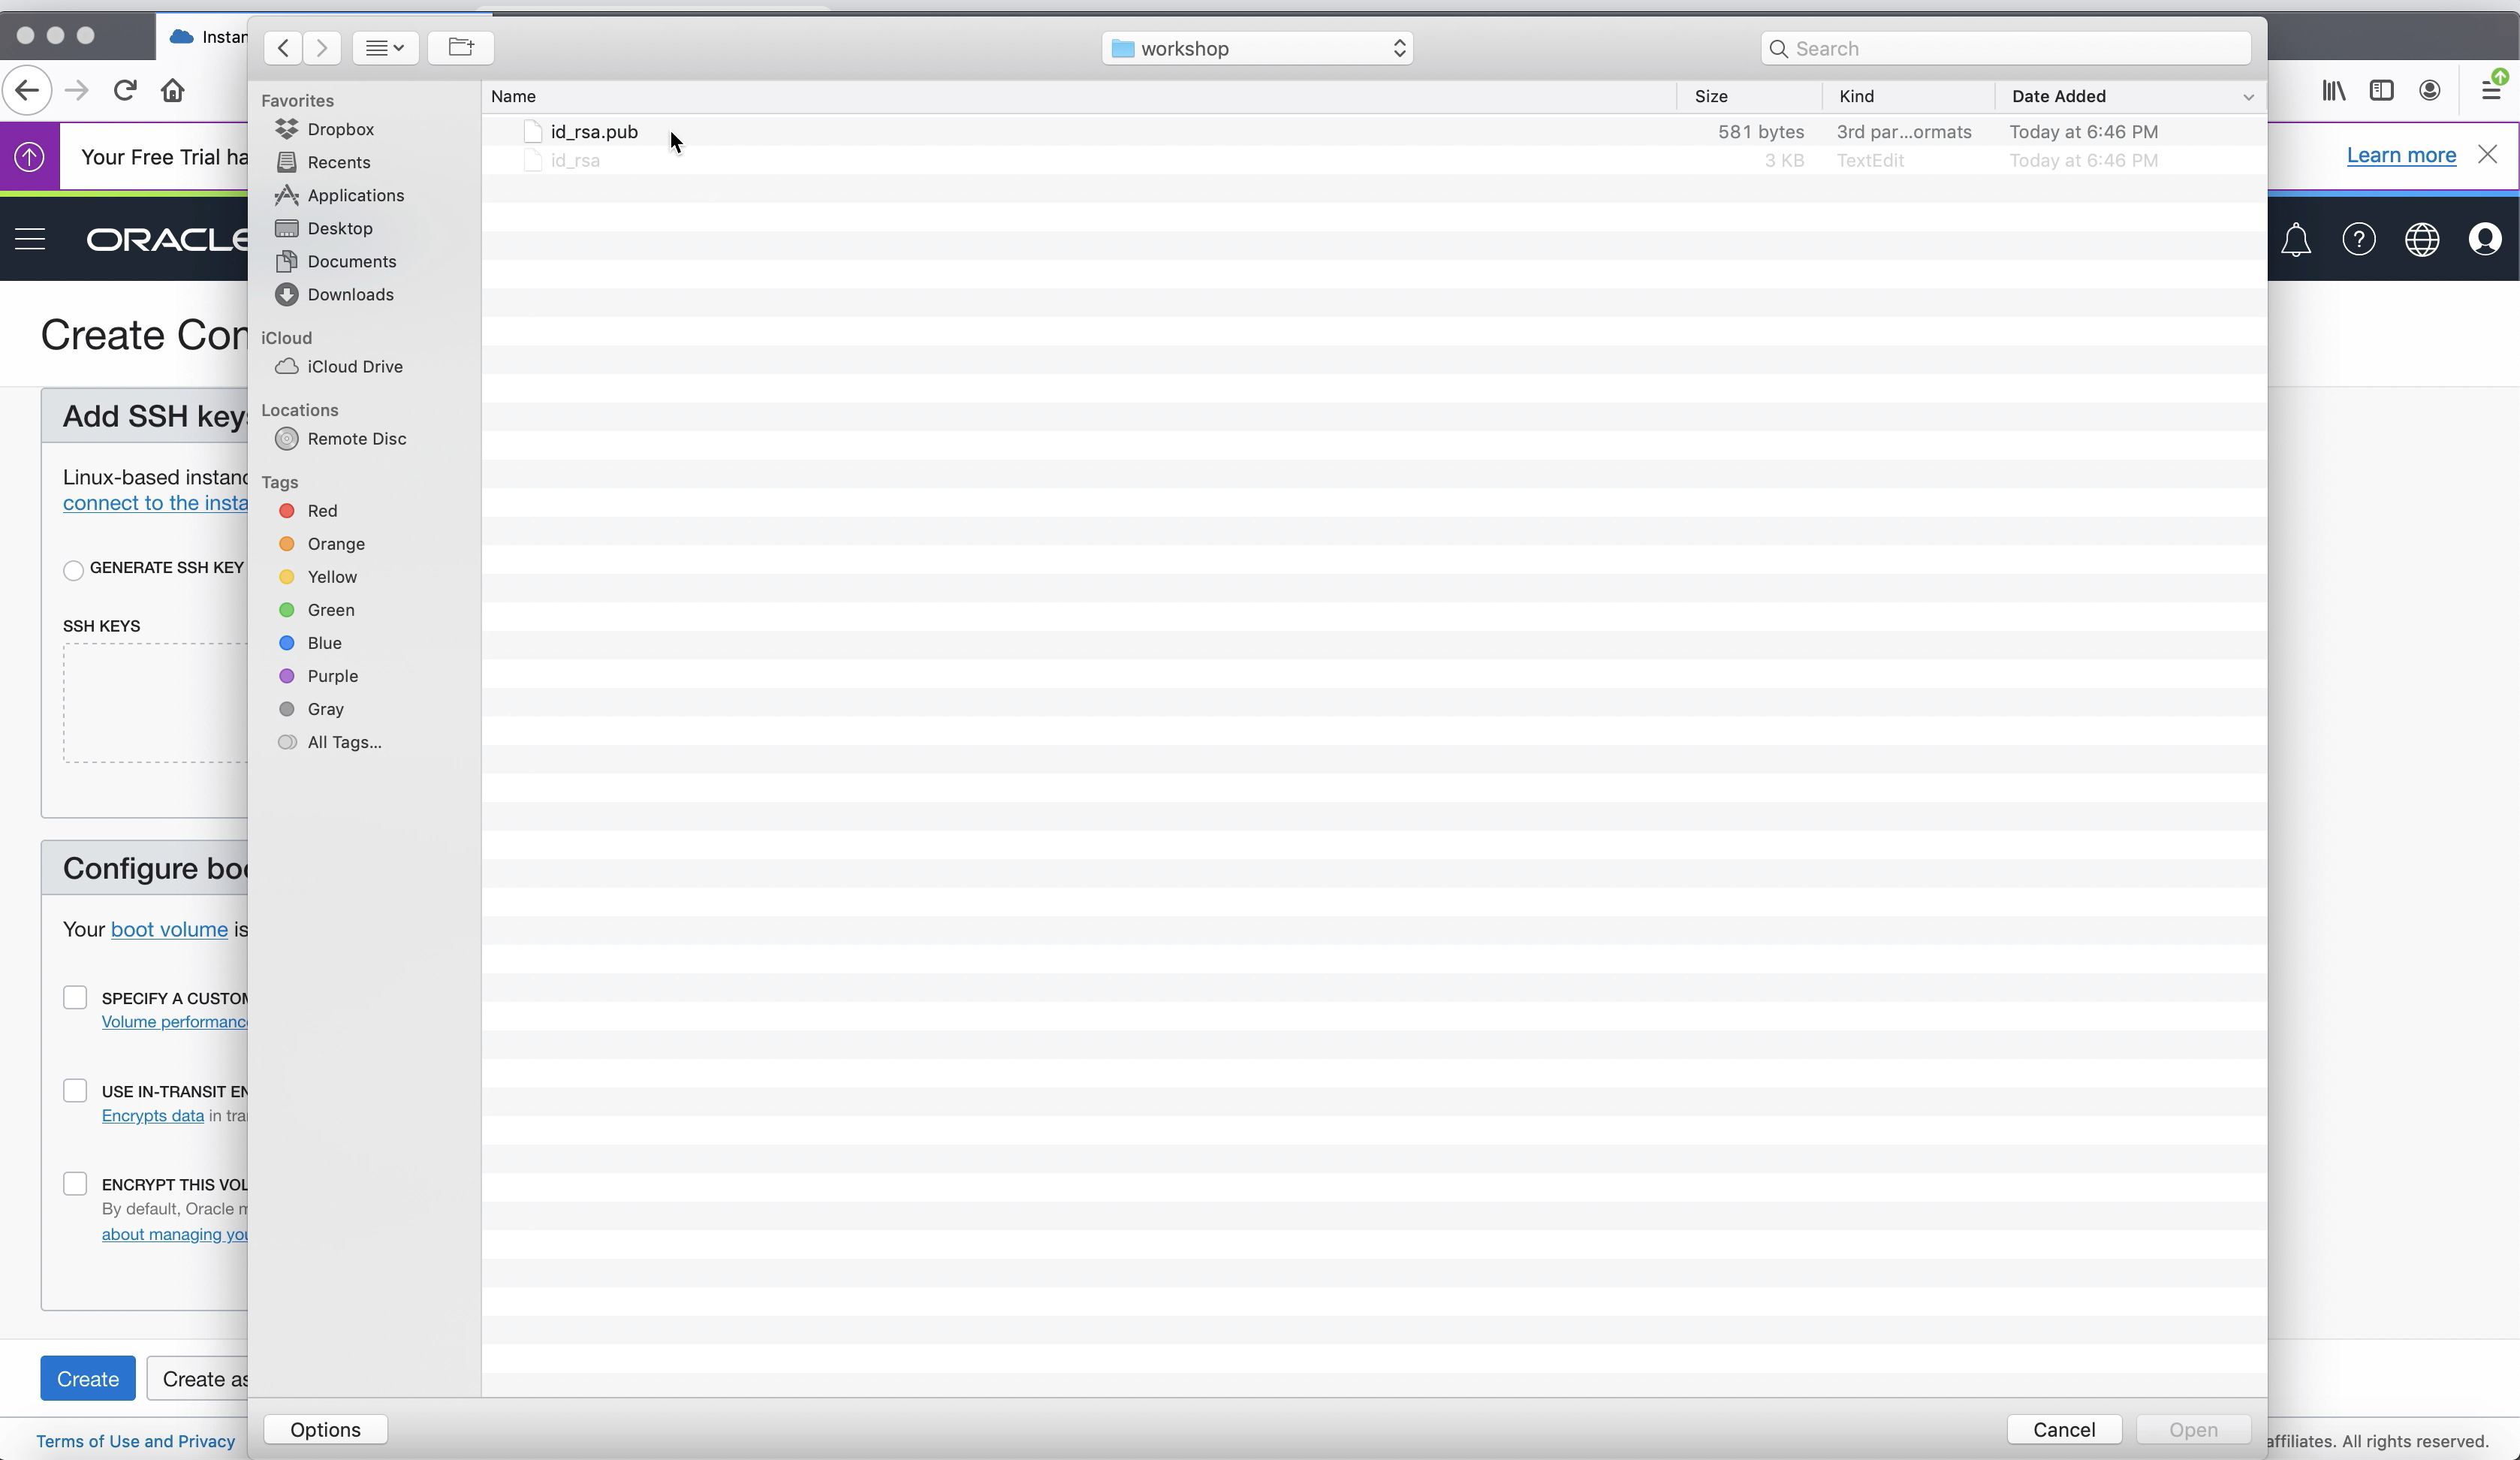 Instan
workshop
Search
Your Free Trial ha
Learn more
ORACLE
Create Con
Add SSH keys
Linux-based instanc
connect to the insta
GENERATE SSH KEY
SSH KEYS
Configure boo
Your boot volume is
SPECIFY A CUSTOM
Volume performance
USE IN-TRANSIT EN
Encrypts data in tran
ENCRYPT THIS VOL
By default, Oracle m
about managing you
Create
Create as
Terms of Use and Privacy
Favorites
Dropbox
Recents
Applications
Desktop
Documents
Downloads
iCloud
iCloud Drive
Locations
Remote Disc
Tags
Red
Orange
Yellow
Green
Blue
Purple
Gray
All Tags...
Name Size Kind Date Added
id_rsa.pub 581 bytes 3rd par...ormats Today at 6:46 PM
id_rsa 3 KB TextEdit Today at 6:46 PM
Options
Cancel
Open
affiliates. All rights reserved.